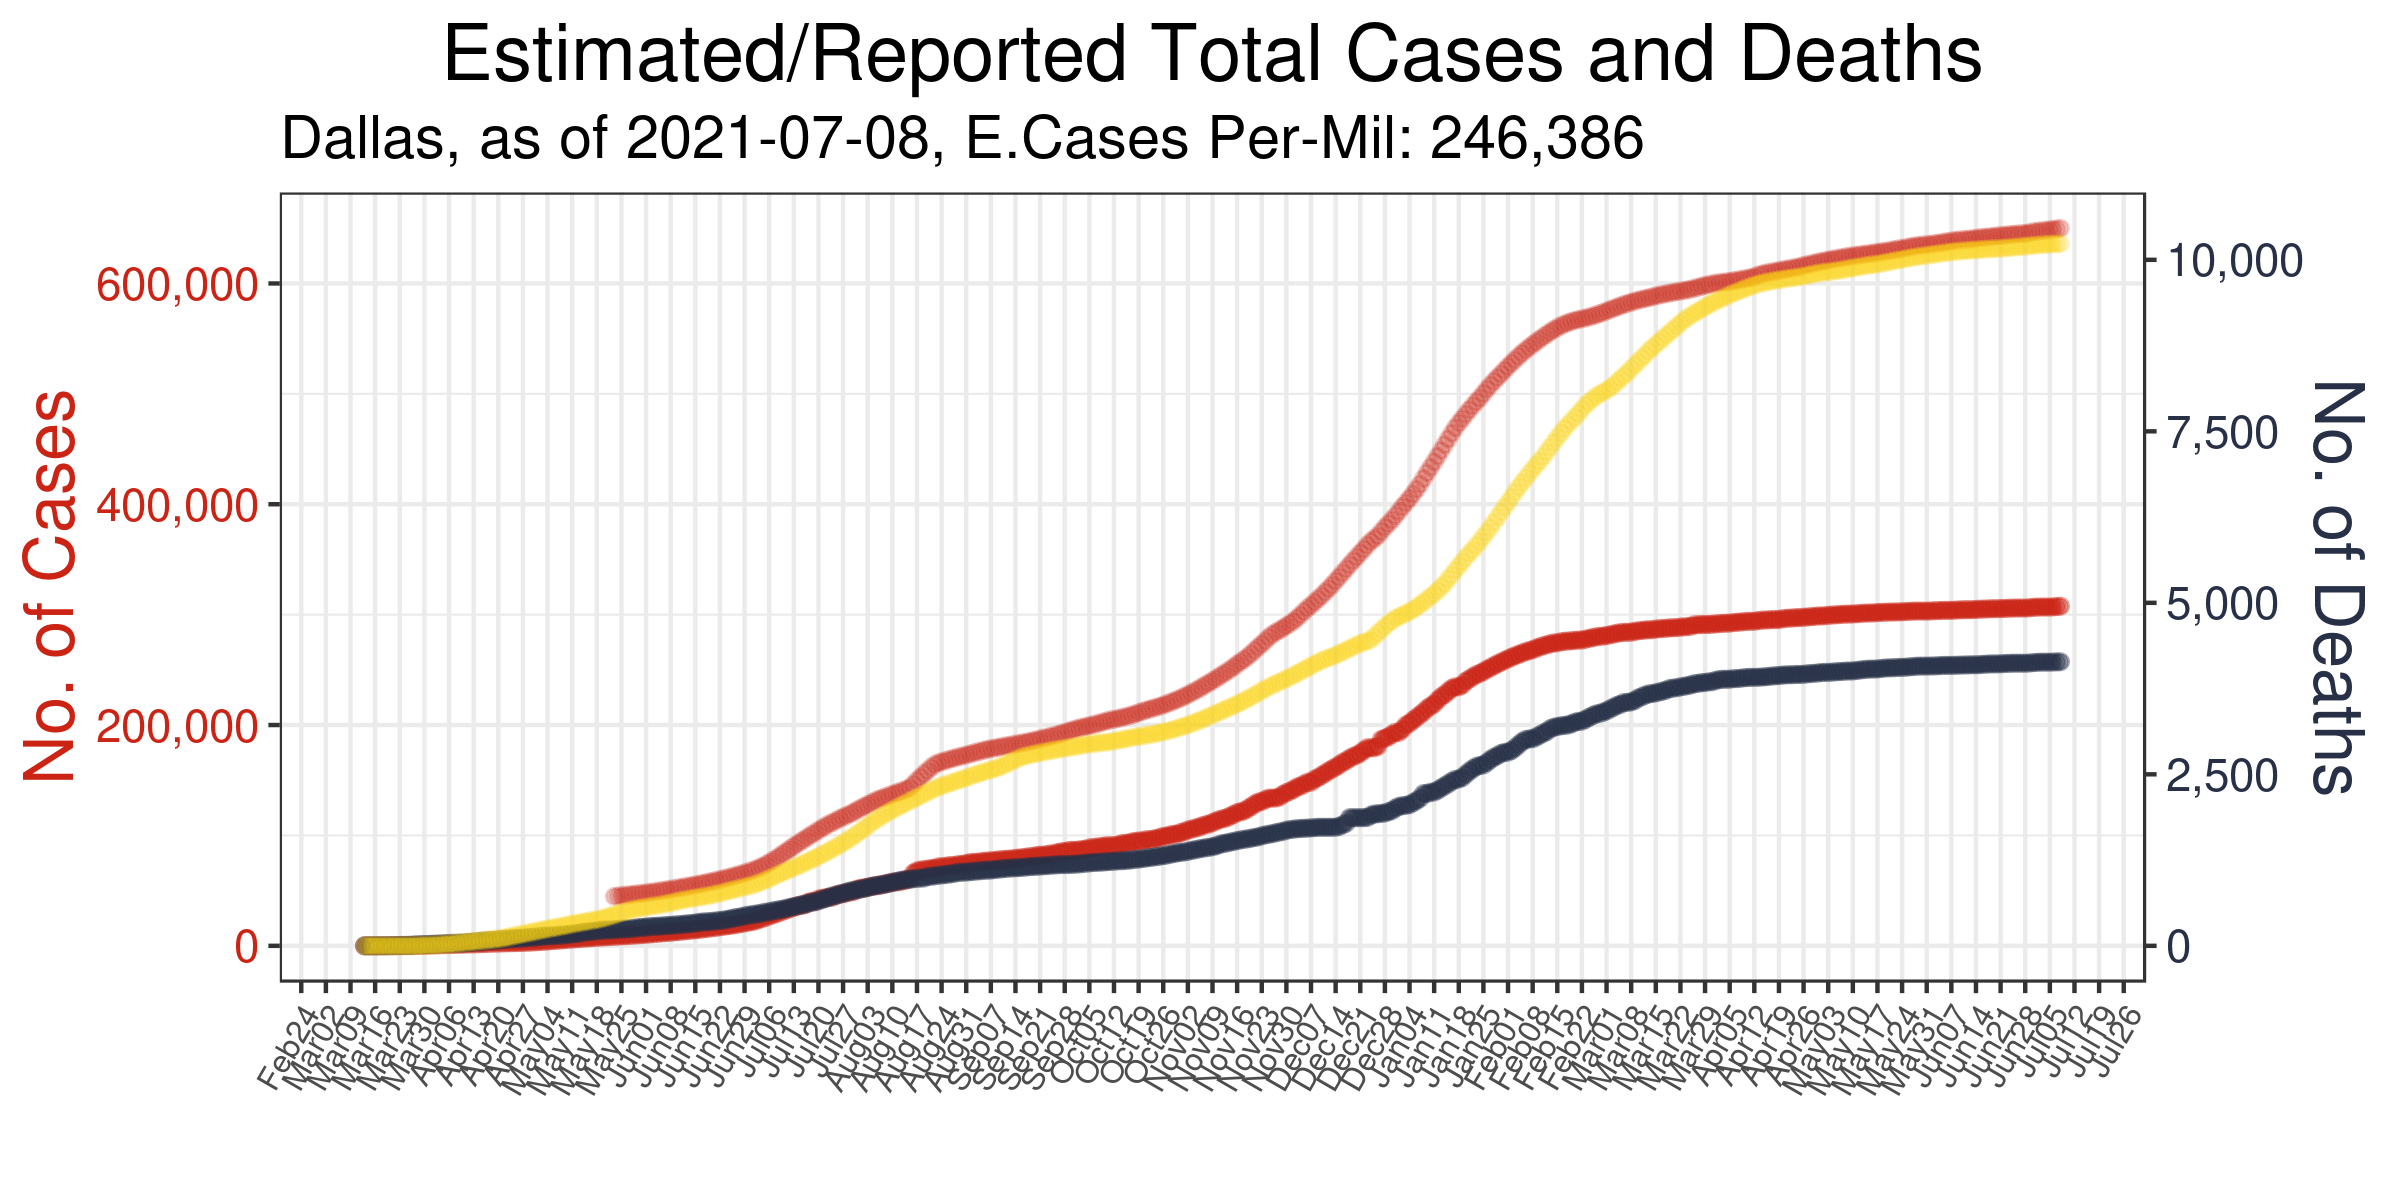 Estimated/Reported Total Cases and Deaths
Dallas, as of 2021-07-08, E.Cases Per-Mil: 246,386
No. of Cases
600,000
400,000
200,000
0
10,000
7,500
5,000
2,500
0
No. of Deaths
Feb24
Mar02
Mar09
Mar16
Mar23
Mar30
Apr06
Apr13
Apr20
Apr27
May04
May11
May18
May25
Jun01
Jun08
Jun15
Jun22
Jun29
Jul06
Jul13
Jul20
Jul27
Aug03
Aug10
Aug17
Aug24
Aug31
Sep07
Sep14
Sep21
Sep28
Oct05
Oct12
Oct19
Oct26
Nov02
Nov09
Nov16
Nov23
Nov30
Dec07
Dec14
Dec21
Dec28
Jan04
Jan11
Jan18
Jan25
Feb01
Feb08
Feb15
Feb22
Mar01
Mar08
Mar15
Mar22
Mar29
Apr05
Apr12
Apr19
Apr26
May03
May10
May17
May24
May31
Jun07
Jun14
Jun21
Jun28
Jul05
Jul12
Jul19
Jul26